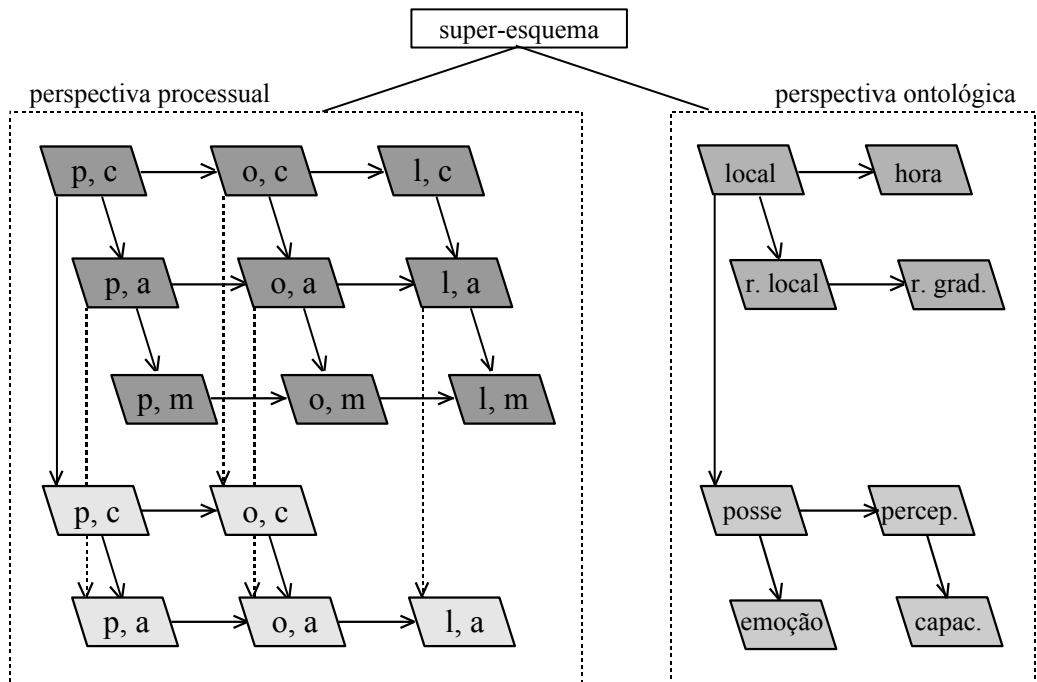 super-esquema
perspectiva processual
perspectiva ontológica
p, c
o, c
l, c
local
hora
p, a
o, a
l, a
r. local
r. grad.
p, m
o, m
l, m
p, c
o, c
posse
percep.
p, a
o, a
l, a
emoção
capac.